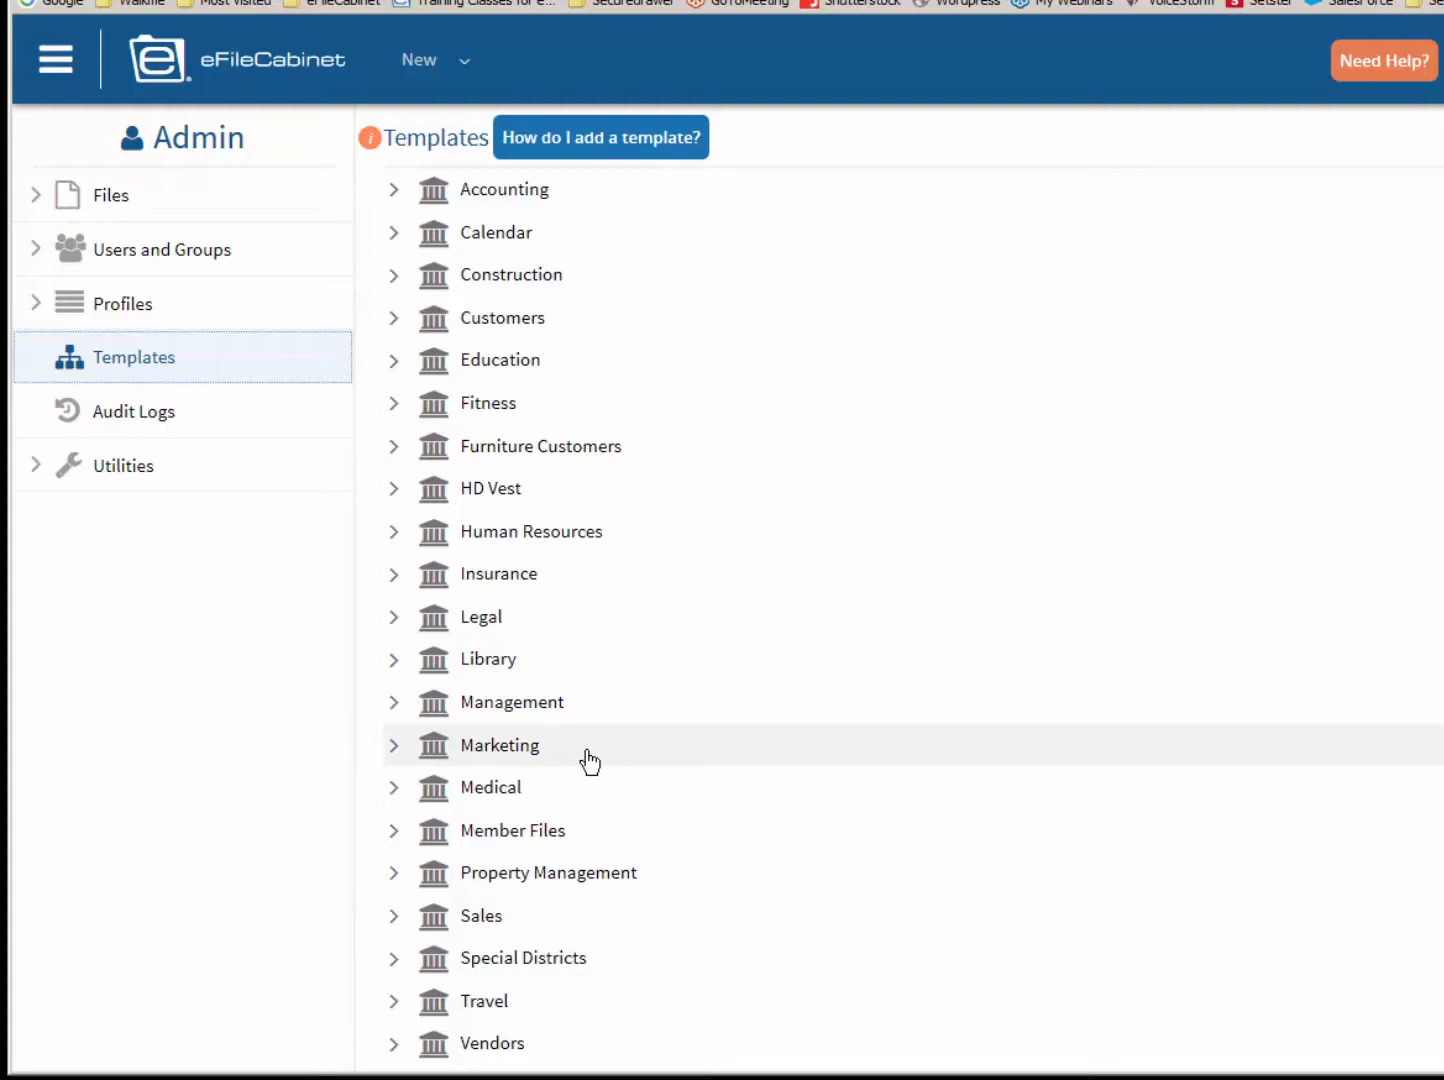 Google Walkme Most Visited eFileCabinet Training Classes for e... SecureDrawer GoToMeeting Shutterstock Wordpress My Webinars VoiceStorm Setster SalesForce
eFileCabinet New Need Help?
Admin
Files
Users and Groups
Profiles
Templates
Audit Logs
Utilities
Templates How do I add a template?
Accounting
Calendar
Construction
Customers
Education
Fitness
Furniture Customers
HD Vest
Human Resources
Insurance
Legal
Library
Management
Marketing
Medical
Member Files
Property Management
Sales
Special Districts
Travel
Vendors